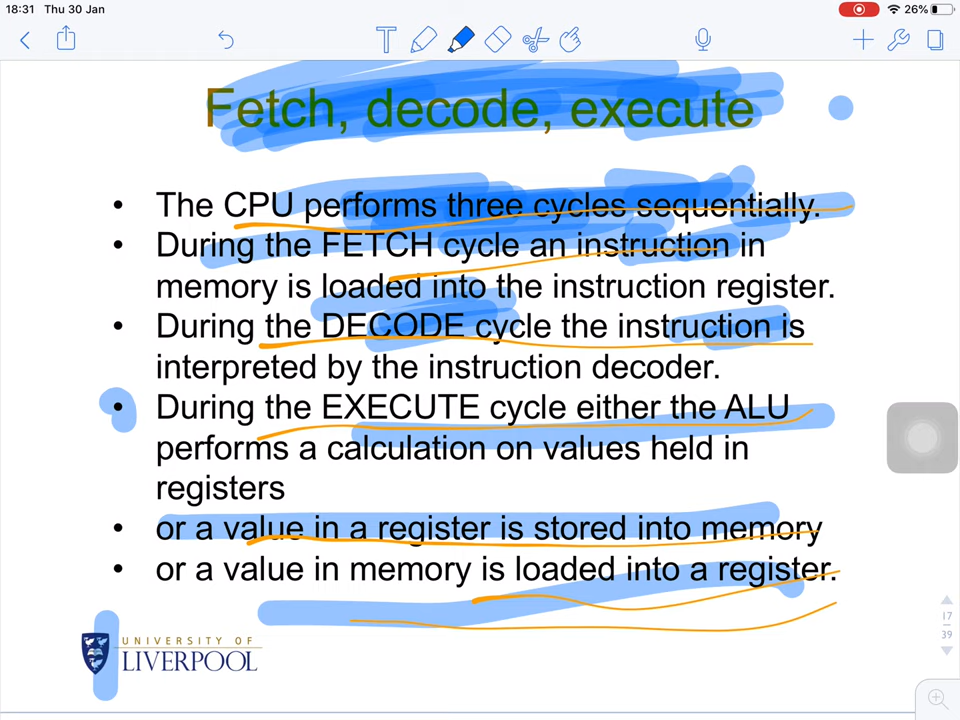 18:31 Thu 30 Jan 26%
T
Fetch, decode, execute
• The CPU performs three cycles sequentially.
• During the FETCH cycle an instruction in
memory is loaded into the instruction register.
• During the DECODE cycle the instruction is
interpreted by the instruction decoder.
• During the EXECUTE cycle either the ALU
performs a calculation on values held in
registers
• or a value in a register is stored into memory
• or a value in memory is loaded into a register.
17
39
UNIVERSITY OF
LIVERPOOL